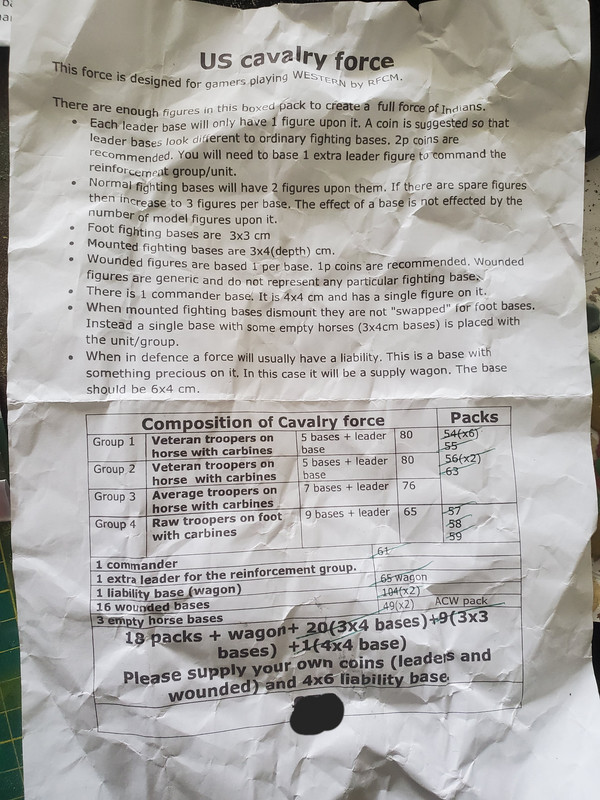 US cavalry force
This force is designed for gamers playing WESTERN by RFCM.
There are enough figures in this boxed pack to create a full force of Indians.
• Each leader base will only have 1 figure upon it. A coin is suggested so that
leader bases look different to ordinary fighting bases. 2p coins are
recommended. You will need to base 1 extra leader figure to command the
reinforcement group/unit.
• Normal fighting bases will have 2 figures upon them. If there are spare figures
then increase to 3 figures per base. The effect of a base is not effected by the
number of model figures upon it.
• Foot fighting bases are 3x3 cm
• Mounted fighting bases are 3x4(depth) cm.
• Wounded figures are based 1 per base. 1p coins are recommended. Wounded
figures are generic and do not represent any particular fighting base.
• There is 1 commander base. It is 4x4 cm and has a single figure on it.
• When mounted fighting bases dismount they are not "swapped" for foot bases.
Instead a single base with some empty horses (3x4cm bases) is placed with
the unit/group.
• When in defence a force will usually have a liability. This is a base with
something precious on it. In this case it will be a supply wagon. The base
should be 6x4 cm.
Composition of Cavalry force Packs
Group 1 Veteran troopers on 5 bases + leader 80 54(x6)
horse with carbines base 55
Group 2 Veteran troopers on 5 bases + leader 80 56(x2)
horse with carbines base 63
Group 3 Average troopers on 7 bases + leader 76
horse with carbines
Group 4 Raw troopers on foot 9 bases + leader 65 57
with carbines 58
59
1 commander 61
1 extra leader for the reinforcement group.
1 liability base (wagon) 65 wagon
16 wounded bases 104(x2)
3 empty horse bases 49(x2) ACW pack
18 packs + wagon+ 20(3x4 base)+9(3x3
bases) +1(4x4 base)
Please supply your own coins (leaders and
wounded) and 4x6 liability base